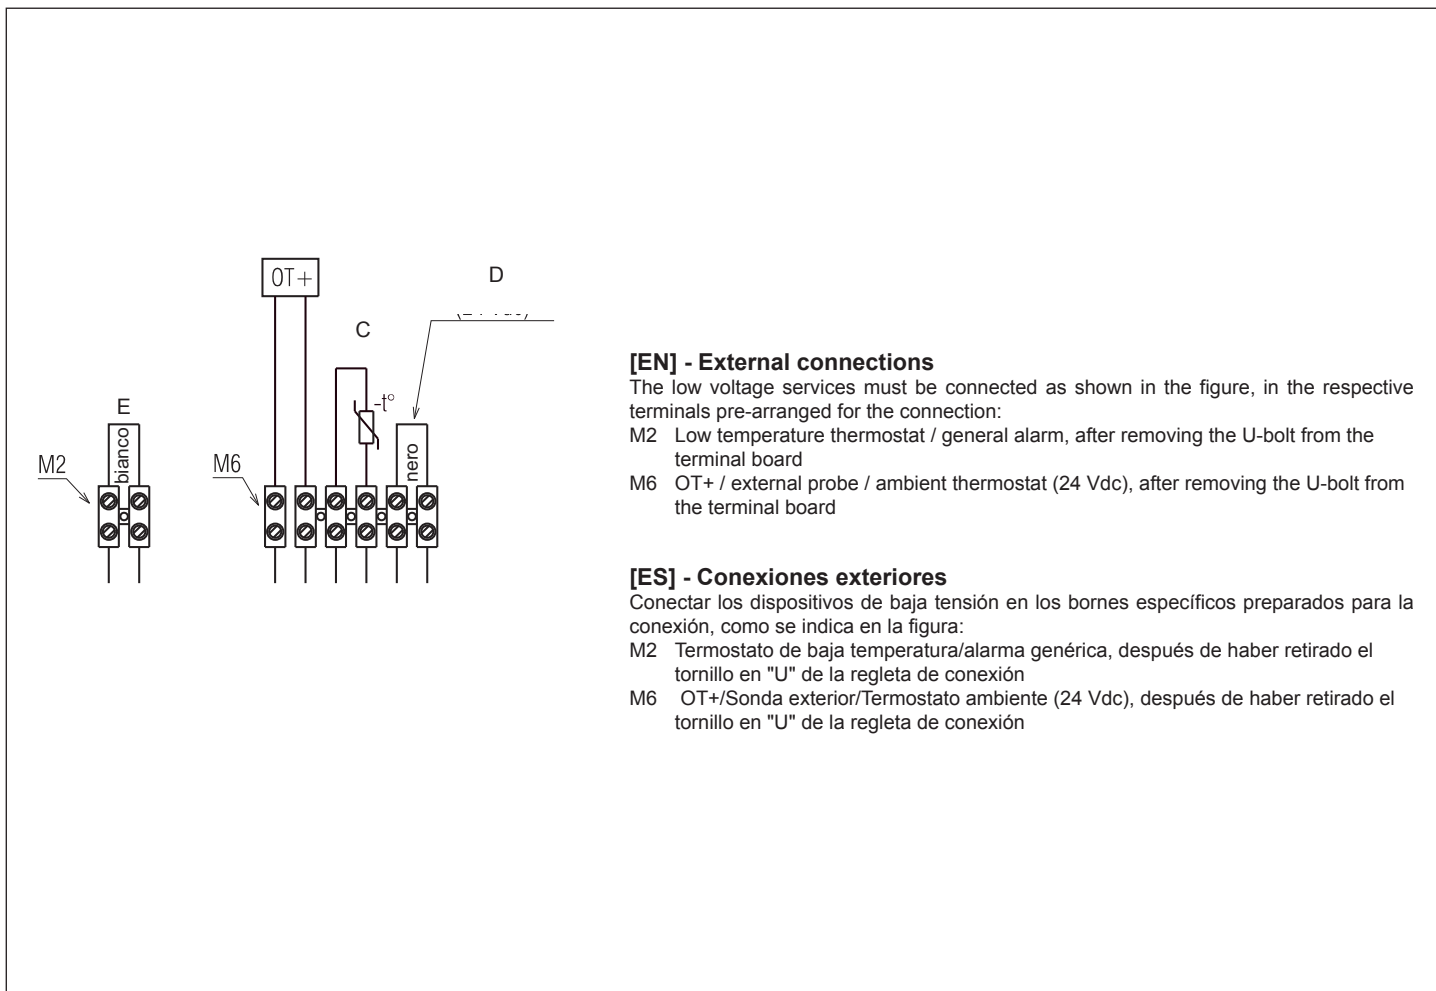 OT+
D
C
-t°
E
bianco
nero
M2
M6
[EN] - External connections
The low voltage services must be connected as shown in the figure, in the respective
terminals pre-arranged for the connection:
M2 Low temperature thermostat / general alarm, after removing the U-bolt from the
terminal board
M6 OT+ / external probe / ambient thermostat (24 Vdc), after removing the U-bolt from
the terminal board
[ES] - Conexiones exteriores
Conectar los dispositivos de baja tensión en los bornes específicos preparados para la
conexión, como se indica en la figura:
M2 Termostato de baja temperatura/alarma genérica, después de haber retirado el
tornillo en "U" de la regleta de conexión
M6 OT+/Sonda exterior/Termostato ambiente (24 Vdc), después de haber retirado el
tornillo en "U" de la regleta de conexión